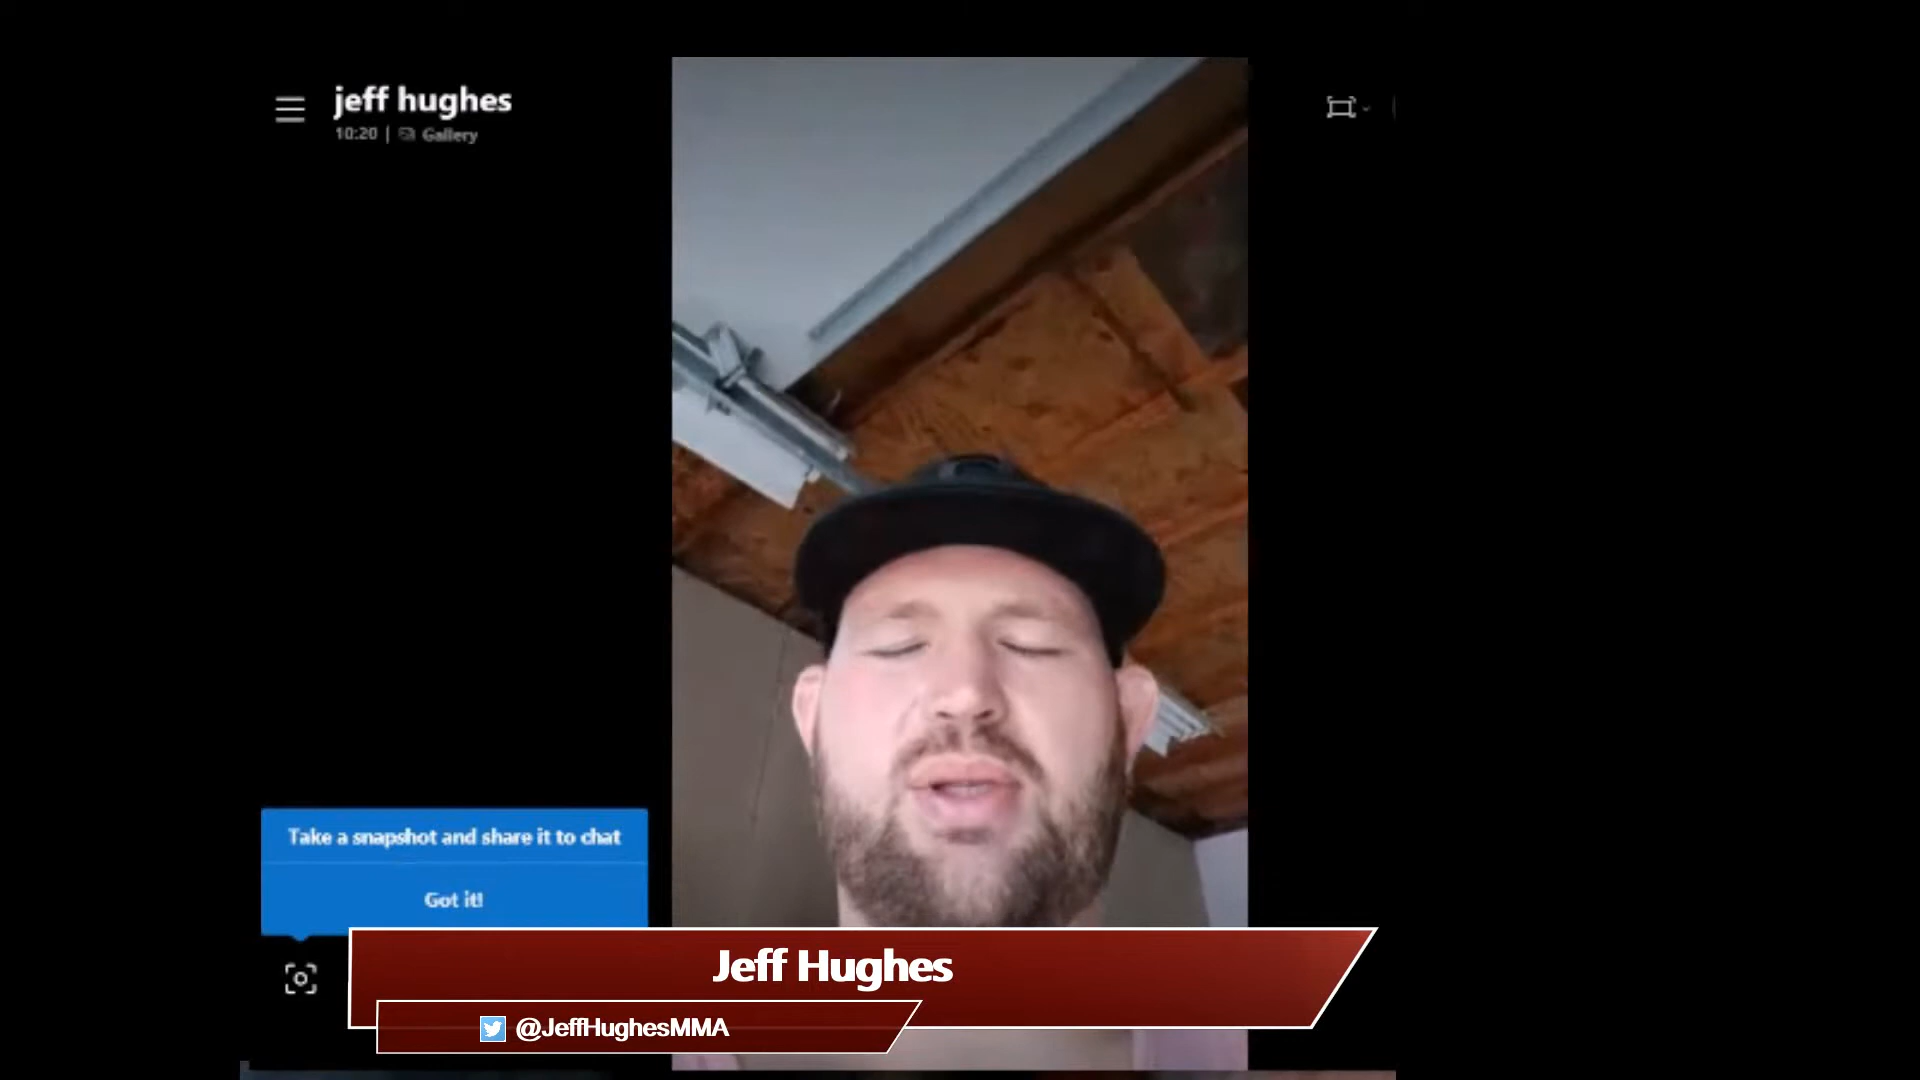 jeff hughes
10:20 | Gallery
Take a snapshot and share it to chat
Got it!
Jeff Hughes
@JeffHughesMMA